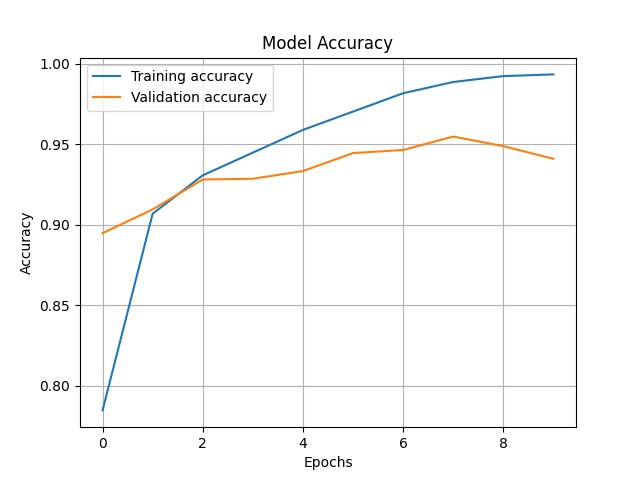 Model Accuracy
Training accuracy
Validation accuracy
1.00
0.95
0.90
0.85
0.80
Accuracy
0 2 4 6 8
Epochs